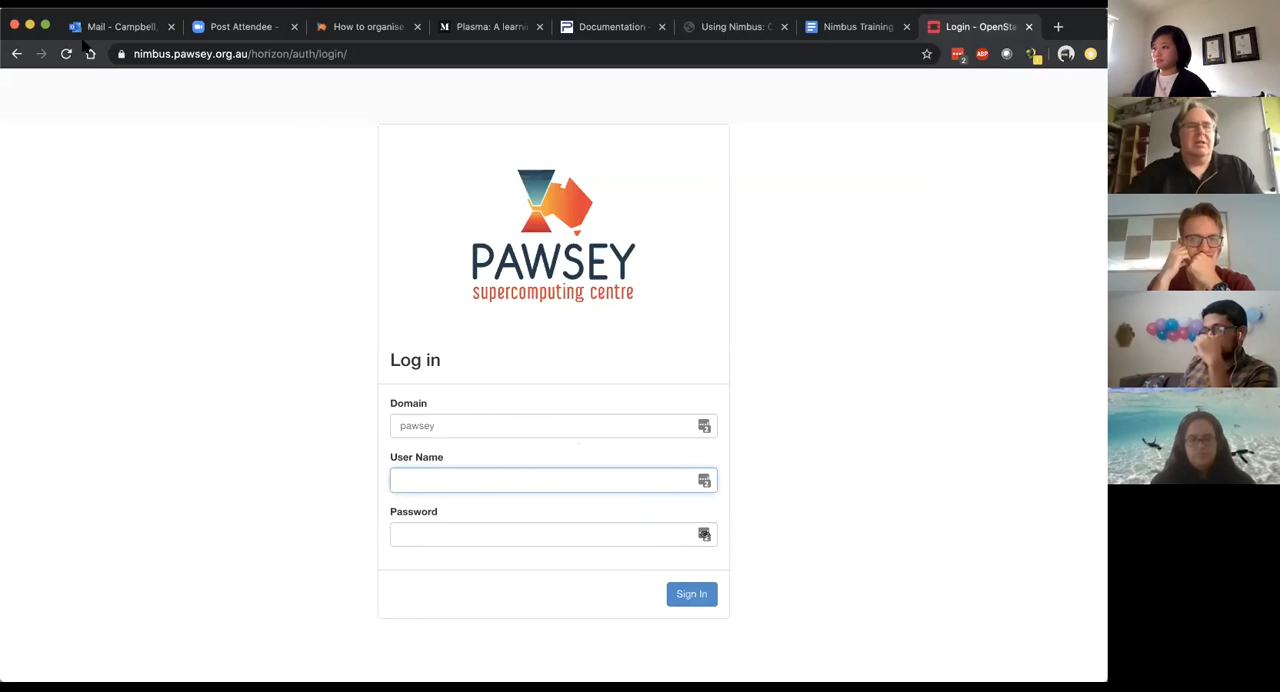 Mail - Campbell,
Post Attendee -
How to organise
Plasma: A learni
Documentation -
Using Nimbus: C
Nimbus Training
Login - OpenSta
nimbus.pawsey.org.au/horizon/auth/login/
PAWSEY
supercomputing centre
Log in
Domain
pawsey
User Name
Password
Sign In